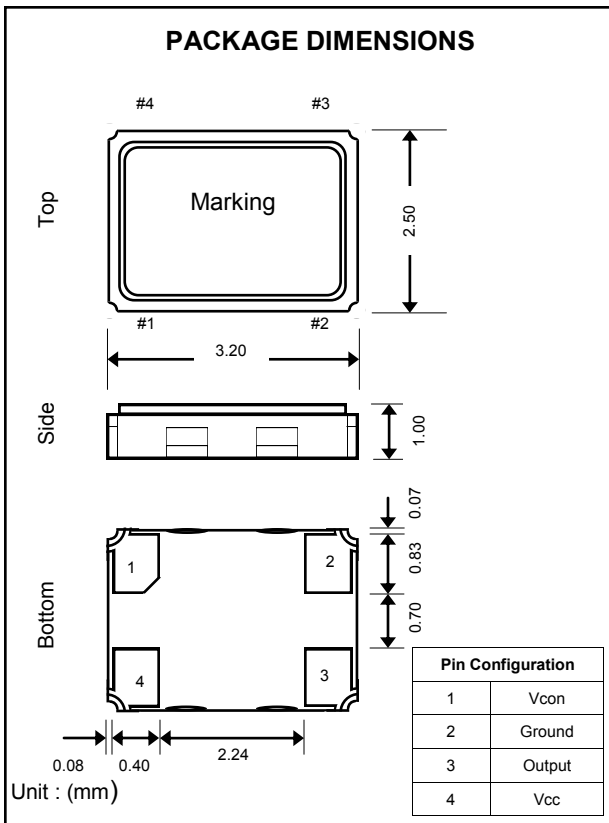 PACKAGE DIMENSIONS
#4 #3
Top
Marking
2.50
#1 #2
3.20
Side
1.00
0.07
Bottom
1 2
0.83
0.70
4 3
0.08 0.40 2.24
Unit : (mm)
Pin Configuration
1 Vcon
2 Ground
3 Output
4 Vcc